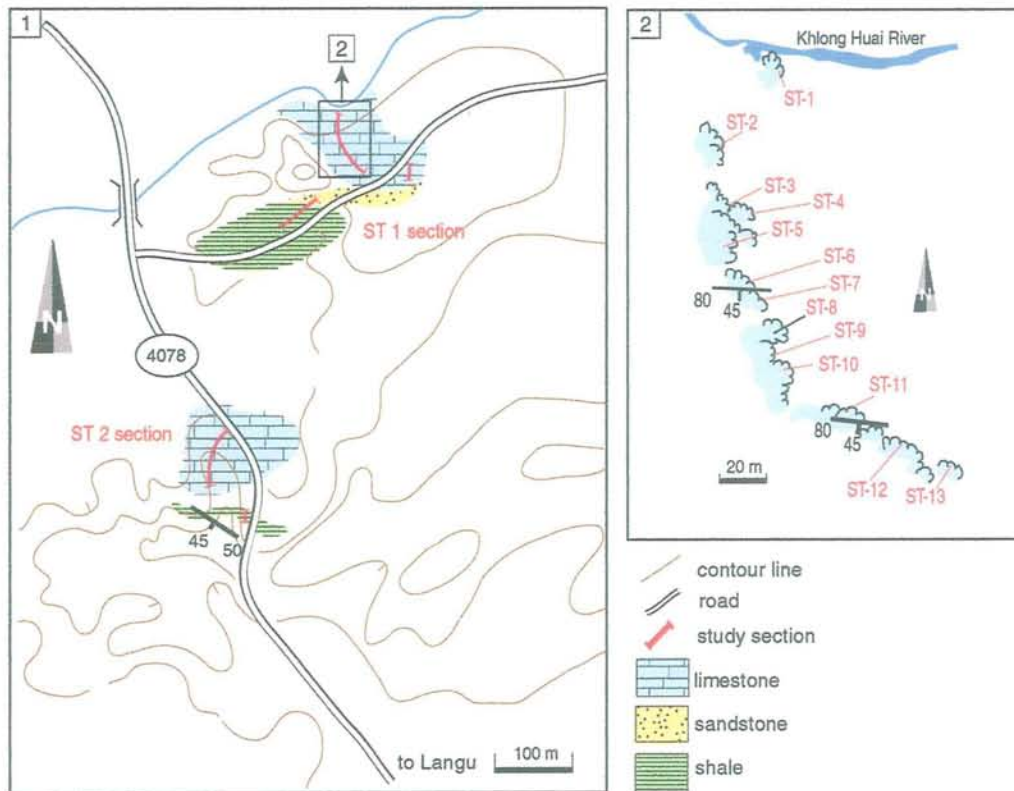 1
2
ST 1 section
N
4078
ST 2 section
45
50
to Langu
100 m
2
Khlong Huai River
ST-1
ST-2
ST-3
ST-4
ST-5
ST-6
80
45
ST-7
ST-8
ST-9
ST-10
ST-11
80
45
20 m
ST-12
ST-13
N
contour line
road
study section
limestone
sandstone
shale